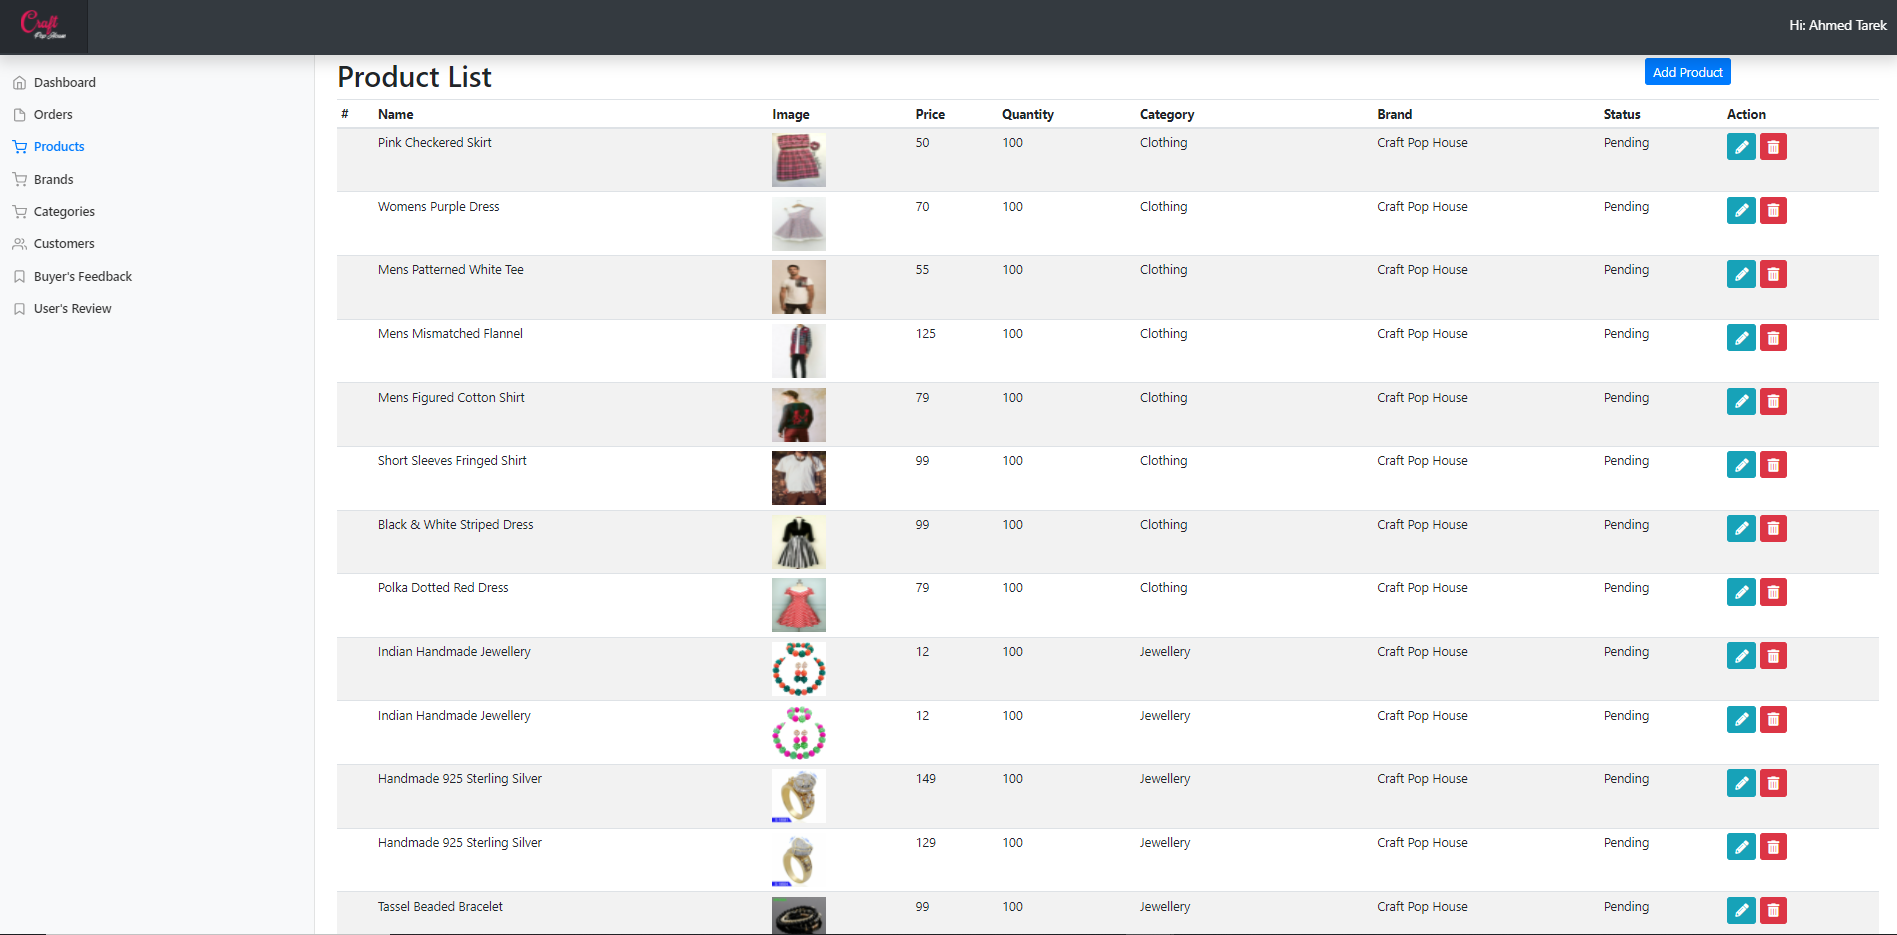 Craft
Pop House
Hi: Ahmed Tarek
Dashboard
Orders
Products
Brands
Categories
Customers
Buyer's Feedback
User's Review
Product List
Add Product
# Name Image Price Quantity Category Brand Status Action
Pink Checkered Skirt 50 100 Clothing Craft Pop House Pending
Womens Purple Dress 70 100 Clothing Craft Pop House Pending
Mens Patterned White Tee 55 100 Clothing Craft Pop House Pending
Mens Mismatched Flannel 125 100 Clothing Craft Pop House Pending
Mens Figured Cotton Shirt 79 100 Clothing Craft Pop House Pending
Short Sleeves Fringed Shirt 99 100 Clothing Craft Pop House Pending
Black & White Striped Dress 99 100 Clothing Craft Pop House Pending
Polka Dotted Red Dress 79 100 Clothing Craft Pop House Pending
Indian Handmade Jewellery 12 100 Jewellery Craft Pop House Pending
Indian Handmade Jewellery 12 100 Jewellery Craft Pop House Pending
Handmade 925 Sterling Silver 149 100 Jewellery Craft Pop House Pending
Handmade 925 Sterling Silver 129 100 Jewellery Craft Pop House Pending
Tassel Beaded Bracelet 99 100 Jewellery Craft Pop House Pending